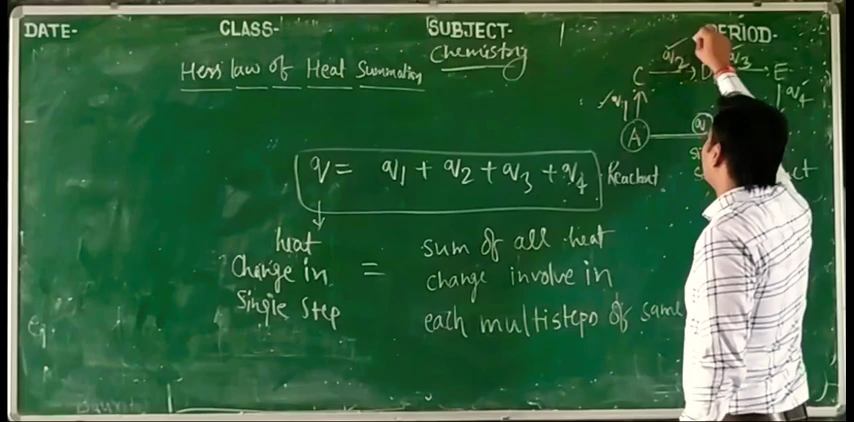 DATE- CLASS- SUBJECT- PERIOD-
Chemistry
Hess law of Heat Summation
C q2 D q3 E
q1 q4
A q
q = q1 + q2 + q3 + q4
Reactant
heat
Change in
Single Step
=
sum of all heat
change involve in
each multisteps of same
eq.